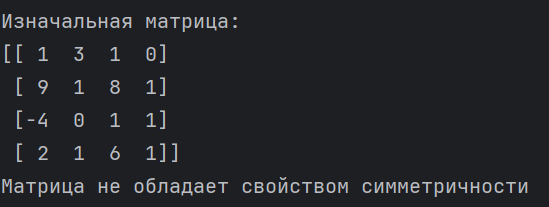 Изначальная матрица:
[[ 1  3  1  0]
 [ 9  1  8  1]
 [-4  0  1  1]
 [ 2  1  6  1]]
Матрица не обладает свойством симметричности